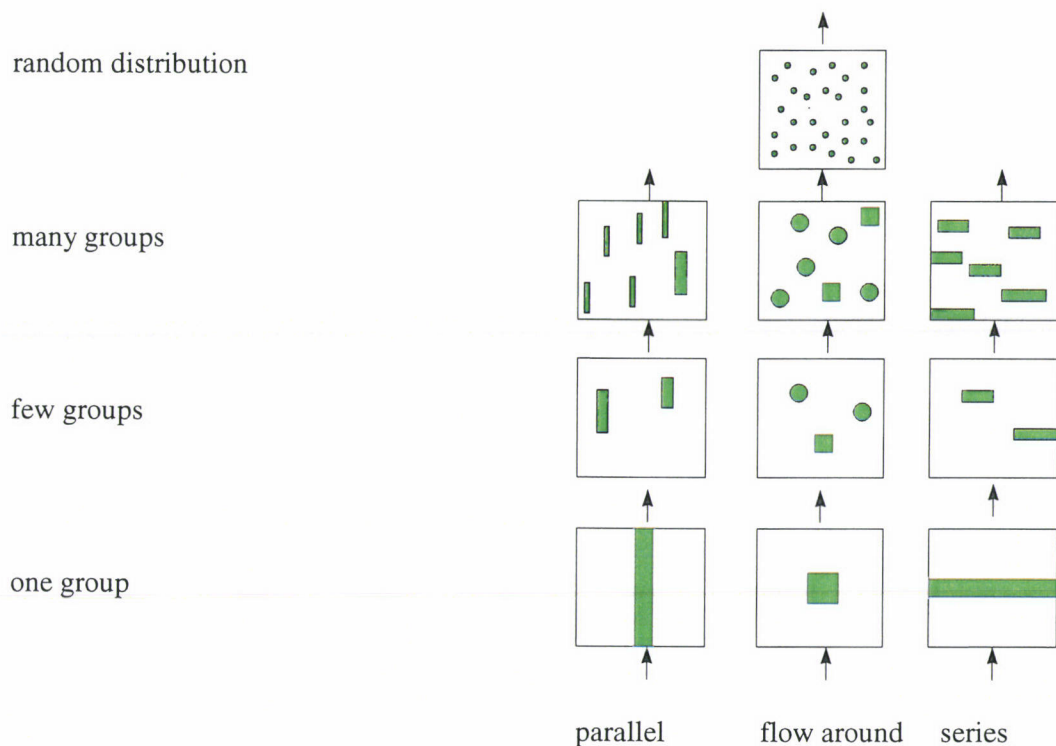 random distribution
many groups
few groups
one group
parallel flow around series